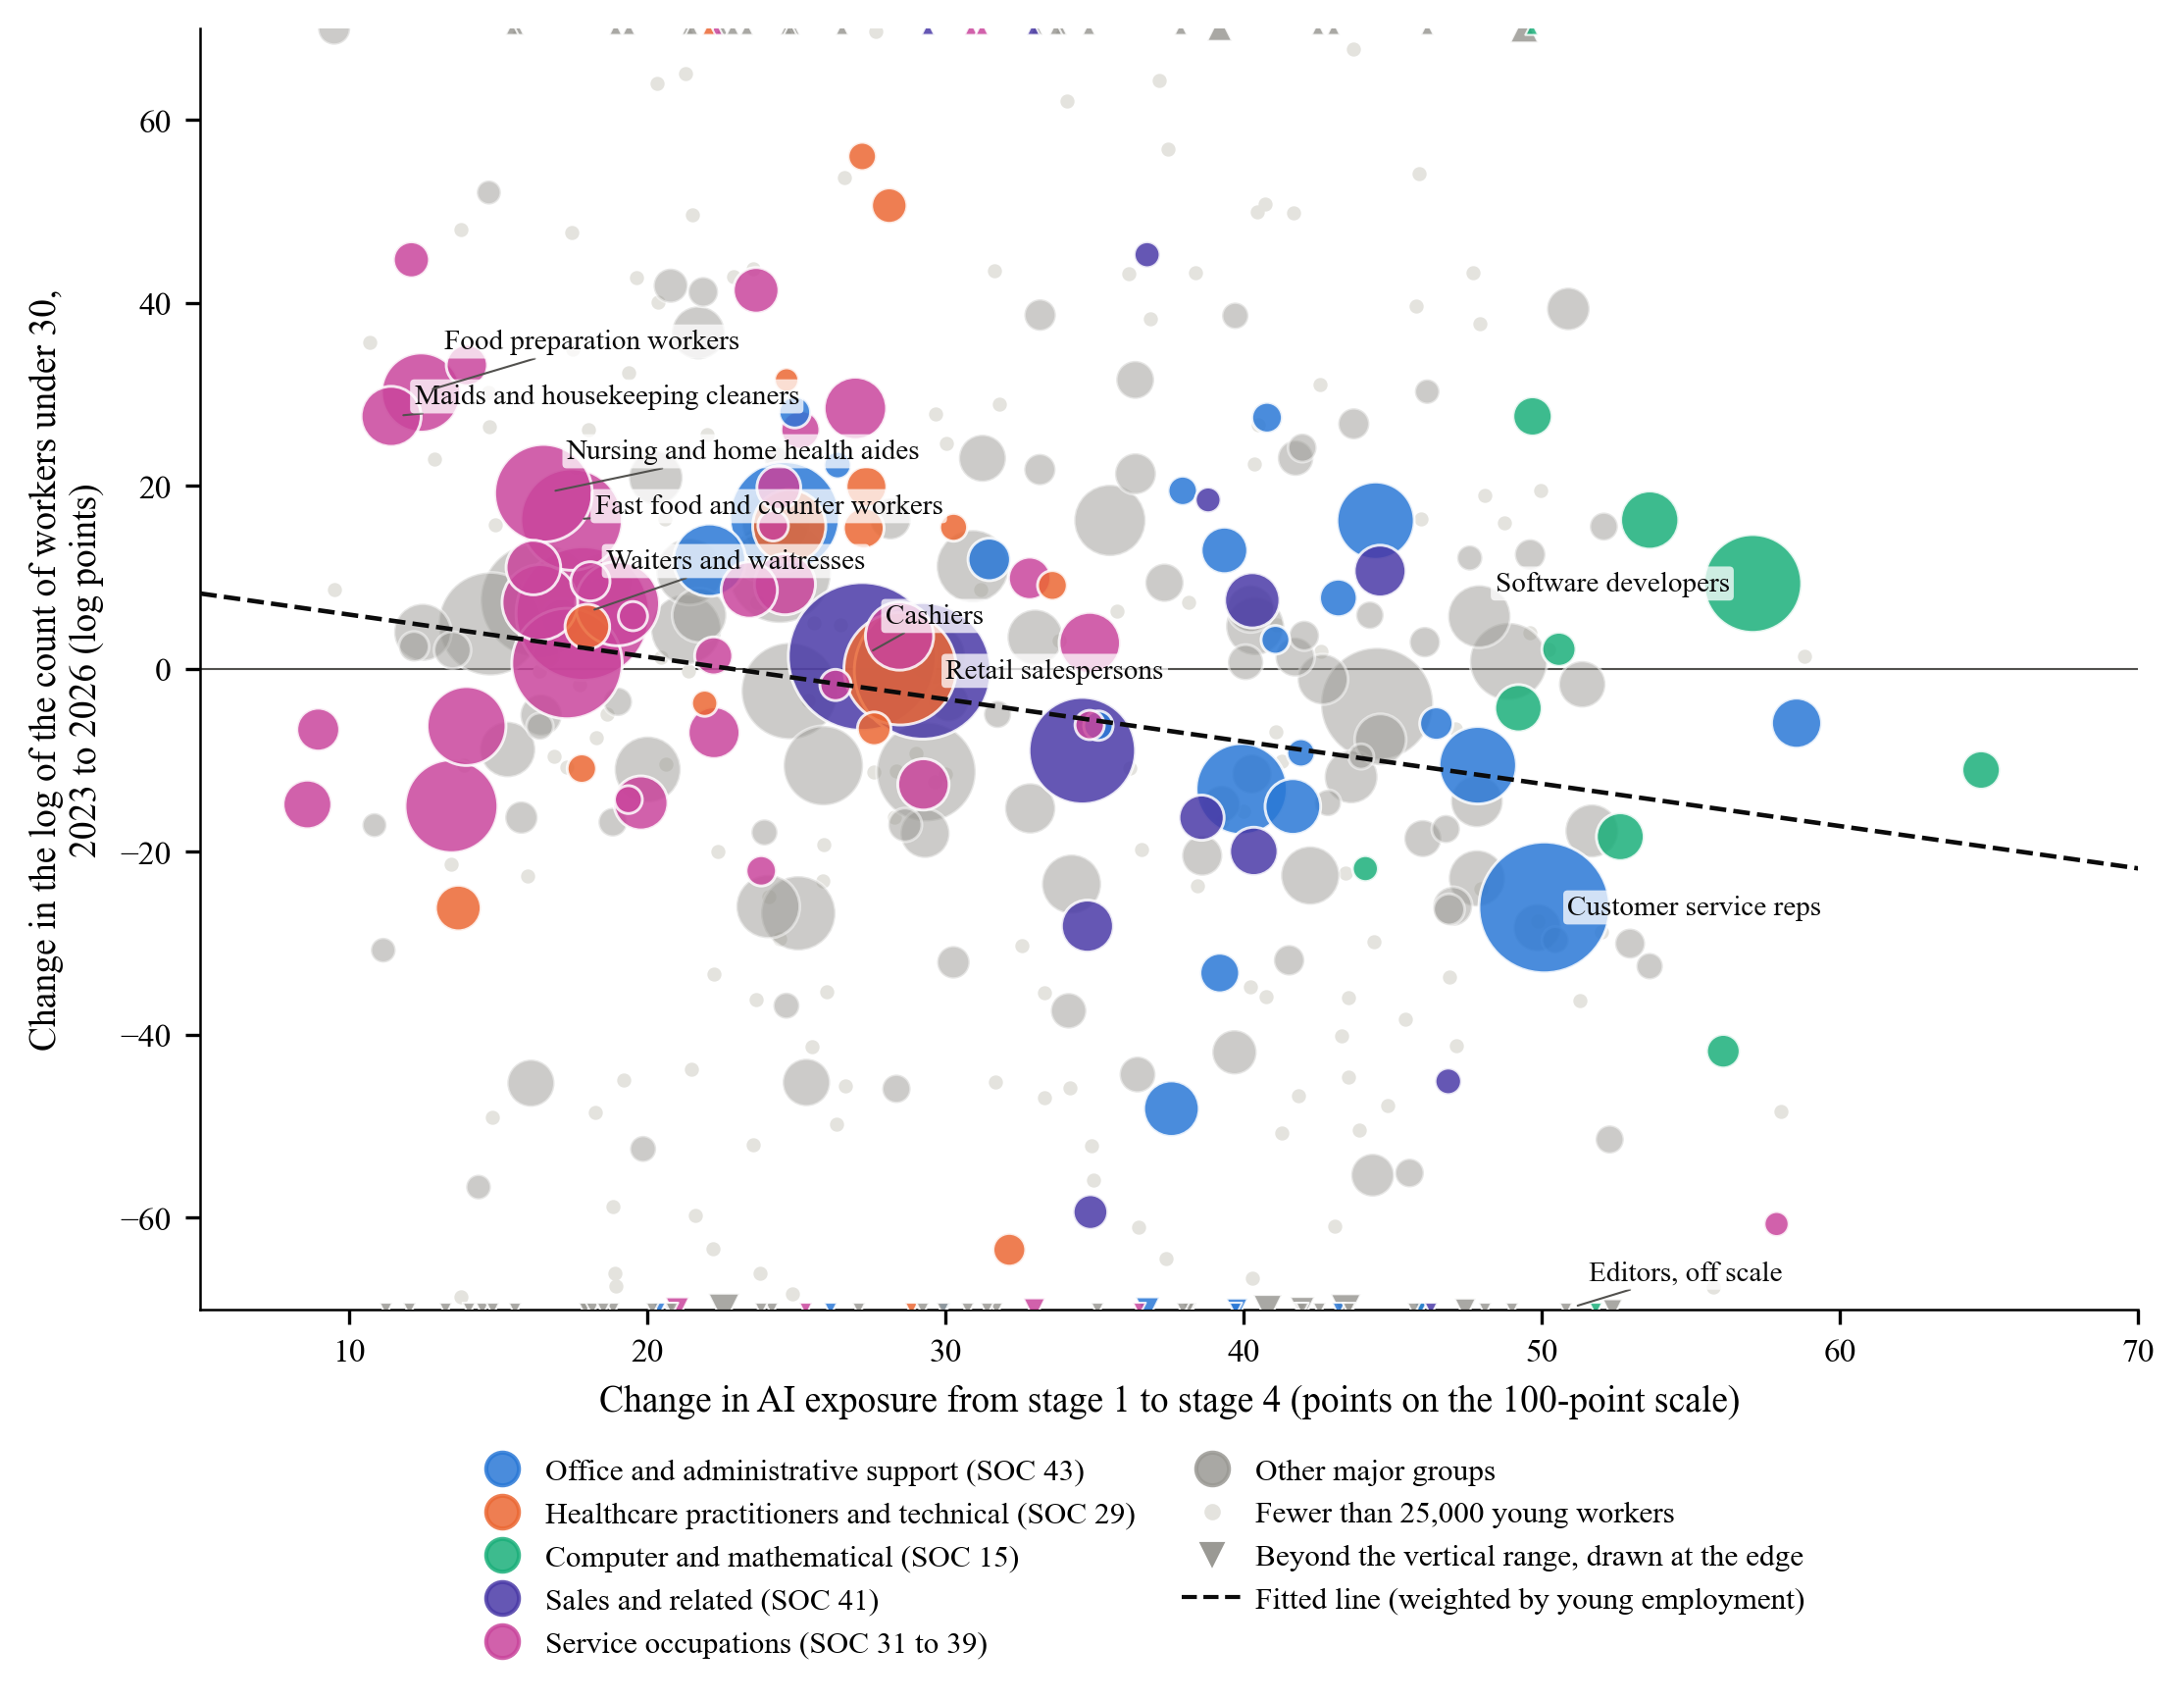 Change in the log of the count of workers under 30,
2023 to 2026 (log points)
60
40
20
0
−20
−40
−60
Food preparation workers
Maids and housekeeping cleaners
Nursing and home health aides
Fast food and counter workers
Waiters and waitresses
Cashiers
Retail salespersons
Software developers
Customer service reps
Editors, off scale
10
20
30
40
50
60
70
Change in AI exposure from stage 1 to stage 4 (points on the 100-point scale)
Office and administrative support (SOC 43)
Healthcare practitioners and technical (SOC 29)
Computer and mathematical (SOC 15)
Sales and related (SOC 41)
Service occupations (SOC 31 to 39)
Other major groups
Fewer than 25,000 young workers
Beyond the vertical range, drawn at the edge
Fitted line (weighted by young employment)